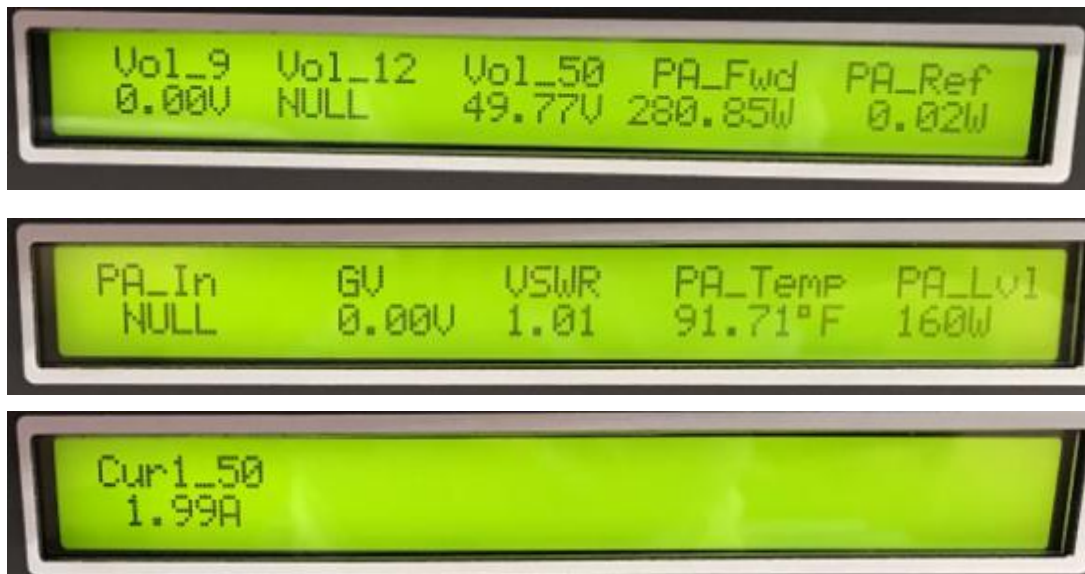 Vol_9 Vol_12 Vol_50 PA_Fwd PA_Ref
0.00V NULL 49.77V 280.85W 0.02W
PA_In GV VSWR PA_Temp PA_Lvl
NULL 0.00V 1.01 91.71°F 160W
Cur1_50
1.99A